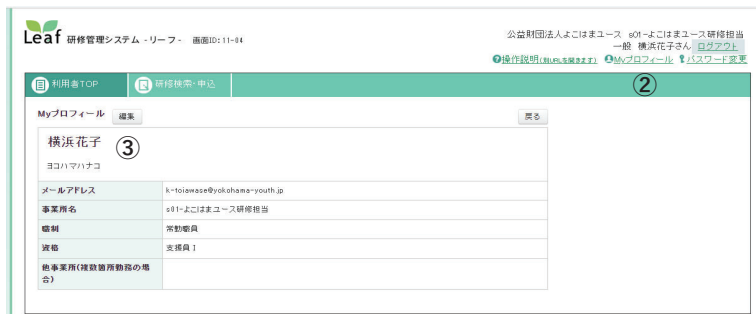 Leaf 研修管理システム -リーフ- 画面ID:11-04
公益財団法人よこはまユース s01-よこはまユース研修担当
一般 横浜花子さん ログアウト
操作説明(別URLを開きます) Myプロフィール パスワード変更
利用者TOP 研修検索・申込
②
Myプロフィール 編集 戻る
横浜花子
③
ヨコハマハナコ
メールアドレス k-toiawase@yokohama-youth.jp
事業所名 s01-よこはまユース研修担当
職制 常勤職員
資格 支援員Ⅰ
他事業所(複数箇所勤務の場
合)